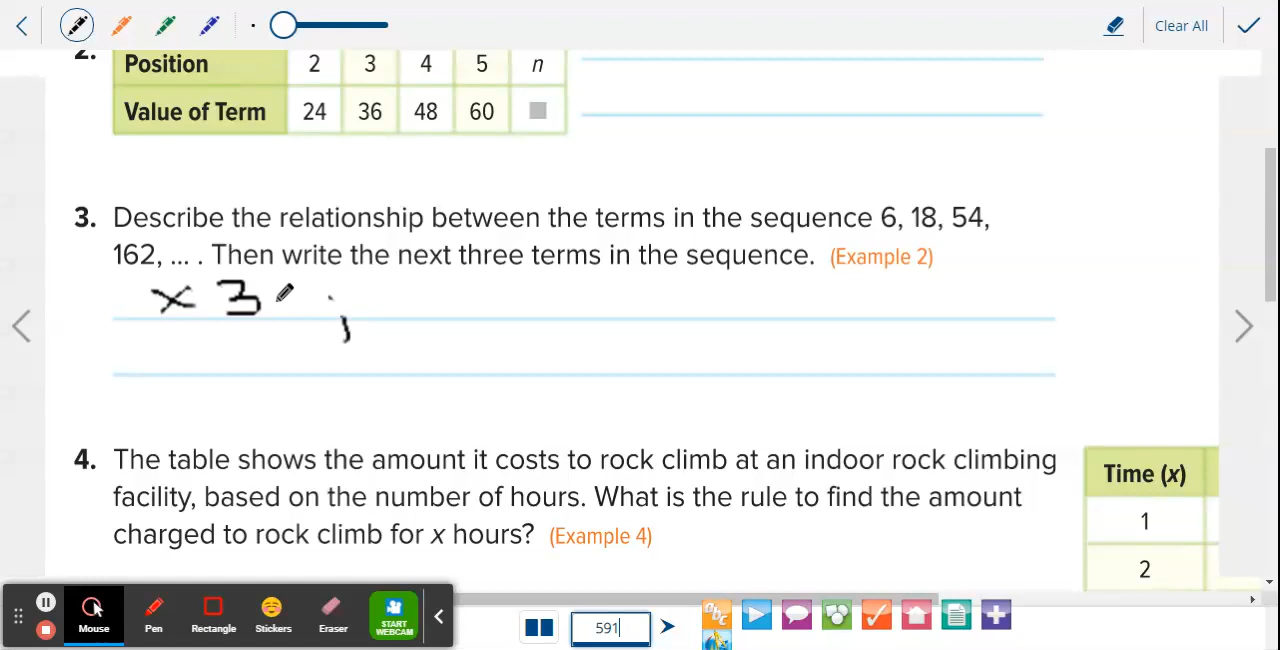 Clear All
2.
Position 2 3 4 5 n
Value of Term 24 36 48 60
3. Describe the relationship between the terms in the sequence 6, 18, 54,
162, ... . Then write the next three terms in the sequence. (Example 2)
× 3 ;
4. The table shows the amount it costs to rock climb at an indoor rock climbing
facility, based on the number of hours. What is the rule to find the amount
charged to rock climb for x hours? (Example 4)
Time (x)
1
2
Mouse Pen Rectangle Stickers Eraser START WEBCAM
591
abc